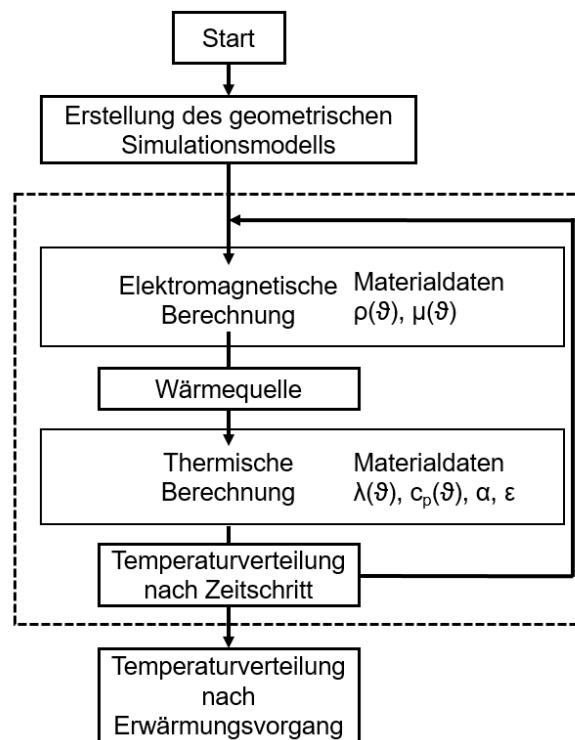 Start
Erstellung des geometrischen
Simulationsmodells
Elektromagnetische
Berechnung
Materialdaten
ρ(ϑ), μ(ϑ)
Wärmequelle
Thermische
Berechnung
Materialdaten
λ(ϑ), cₚ(ϑ), α, ε
Temperaturverteilung
nach Zeitschritt
Temperaturverteilung
nach
Erwärmungsvorgang